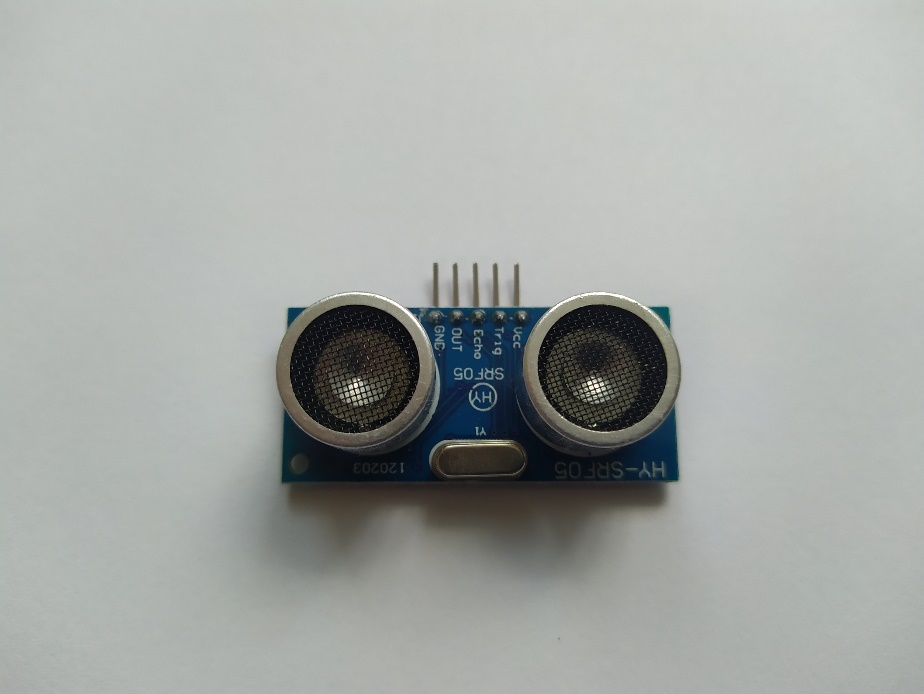 GND
OUT
Echo
Trig
Vcc
SRF05
HY
Y1
120203
HY-SRF05